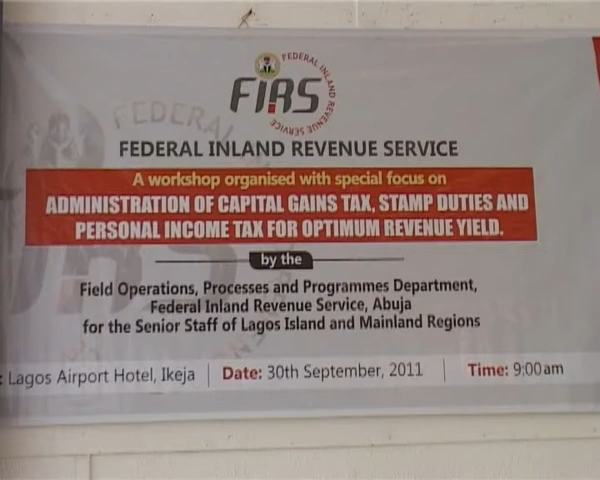 FEDERAL INLAND REVENUE SERVICE
FIRS
FEDERAL INLAND REVENUE SERVICE
A workshop organised with special focus on
ADMINISTRATION OF CAPITAL GAINS TAX, STAMP DUTIES AND
PERSONAL INCOME TAX FOR OPTIMUM REVENUE YIELD.
by the
Field Operations, Processes and Programmes Department,
Federal Inland Revenue Service, Abuja
for the Senior Staff of Lagos Island and Mainland Regions
: Lagos Airport Hotel, Ikeja | Date: 30th September, 2011 | Time: 9:00am